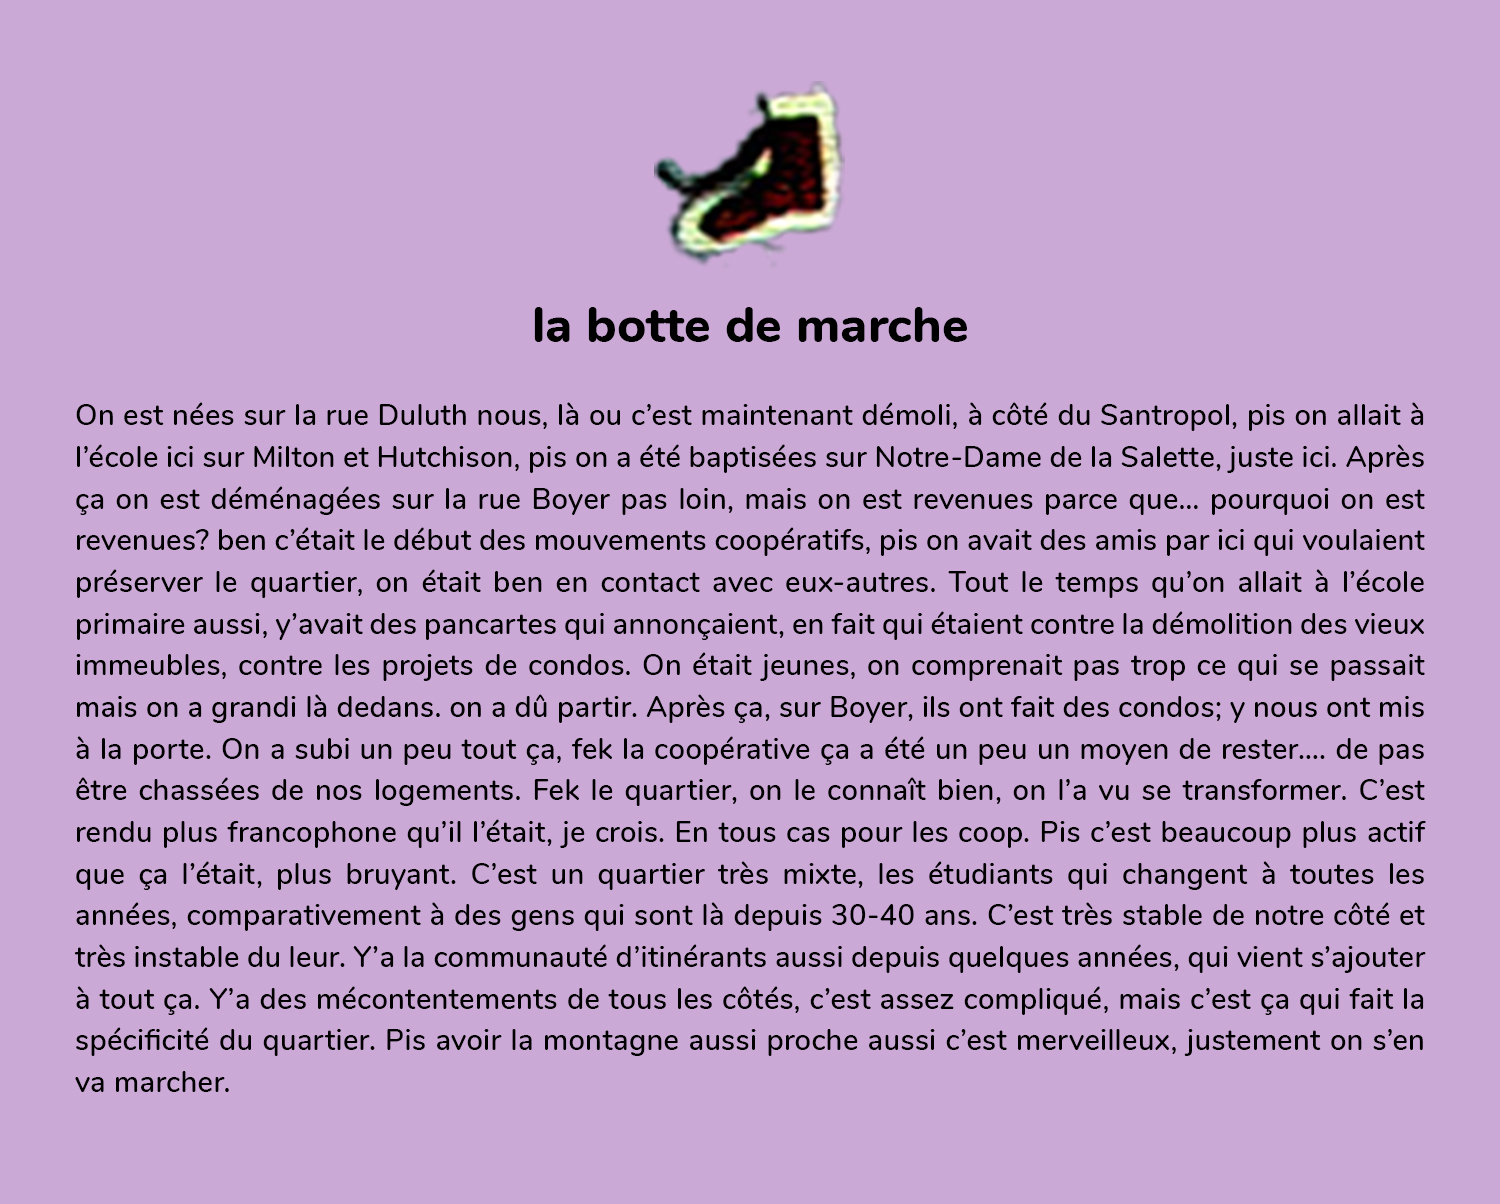 la botte de marche
On est nées sur la rue Duluth nous, là ou c’est maintenant démoli, à côté du Santropol, pis on allait à
l’école ici sur Milton et Hutchison, pis on a été baptisées sur Notre-Dame de la Salette, juste ici. Après
ça on est déménagées sur la rue Boyer pas loin, mais on est revenues parce que... pourquoi on est
revenues? ben c’était le début des mouvements coopératifs, pis on avait des amis par ici qui voulaient
préserver le quartier, on était ben en contact avec eux-autres. Tout le temps qu’on allait à l’école
primaire aussi, y’avait des pancartes qui annonçaient, en fait qui étaient contre la démolition des vieux
immeubles, contre les projets de condos. On était jeunes, on comprenait pas trop ce qui se passait
mais on a grandi là dedans. on a dû partir. Après ça, sur Boyer, ils ont fait des condos; y nous ont mis
à la porte. On a subi un peu tout ça, fek la coopérative ça a été un peu un moyen de rester.... de pas
être chassées de nos logements. Fek le quartier, on le connaît bien, on l’a vu se transformer. C’est
rendu plus francophone qu’il l’était, je crois. En tous cas pour les coop. Pis c’est beaucoup plus actif
que ça l’était, plus bruyant. C’est un quartier très mixte, les étudiants qui changent à toutes les
années, comparativement à des gens qui sont là depuis 30-40 ans. C’est très stable de notre côté et
très instable du leur. Y’a la communauté d’itinérants aussi depuis quelques années, qui vient s’ajouter
à tout ça. Y’a des mécontentements de tous les côtés, c’est assez compliqué, mais c’est ça qui fait la
spécificité du quartier. Pis avoir la montagne aussi proche aussi c’est merveilleux, justement on s’en
va marcher.